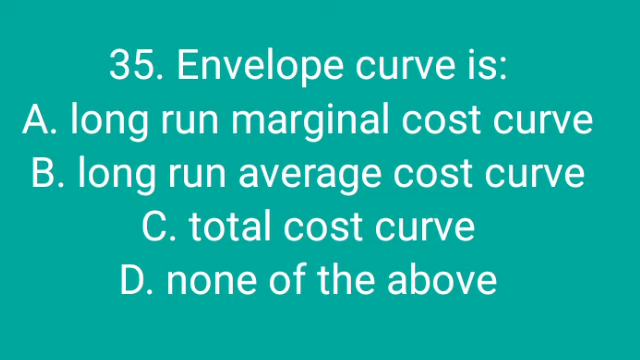 35. Envelope curve is:
A. long run marginal cost curve
B. long run average cost curve
C. total cost curve
D. none of the above